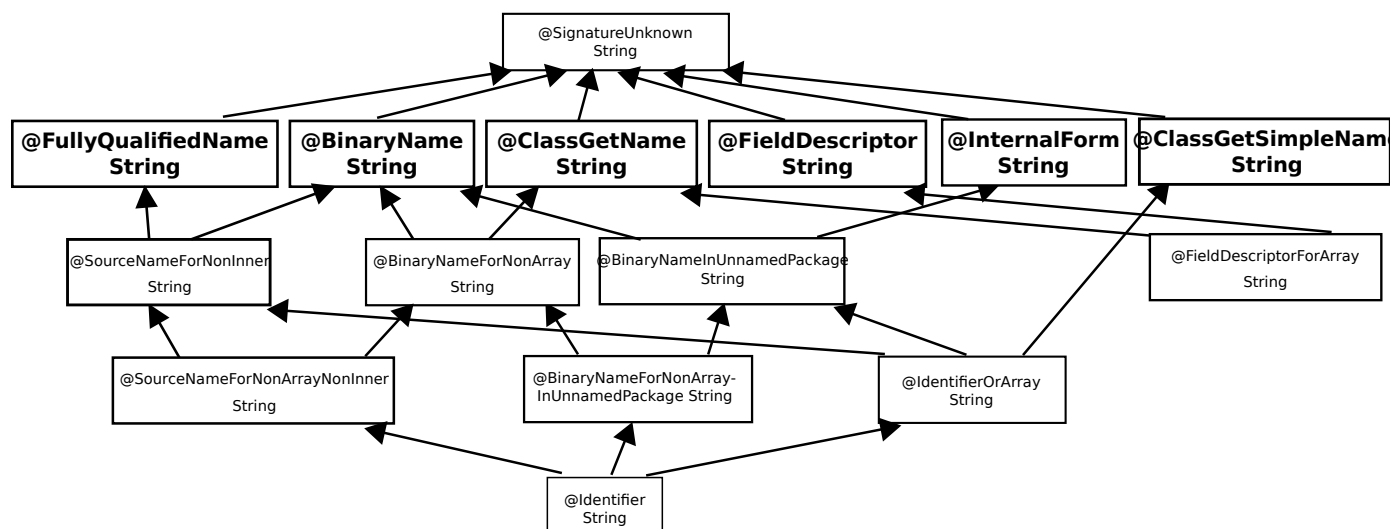 @SignatureUnknown
String
@FullyQualifiedName
String
@BinaryName
String
@ClassGetName
String
@FieldDescriptor
String
@InternalForm
String
@ClassGetSimpleName
String
@SourceNameForNonInner
String
@BinaryNameForNonArray
String
@BinaryNameInUnnamedPackage
String
@FieldDescriptorForArray
String
@SourceNameForNonArrayNonInner
String
@BinaryNameForNonArray-
InUnnamedPackage String
@IdentifierOrArray
String
@Identifier
String